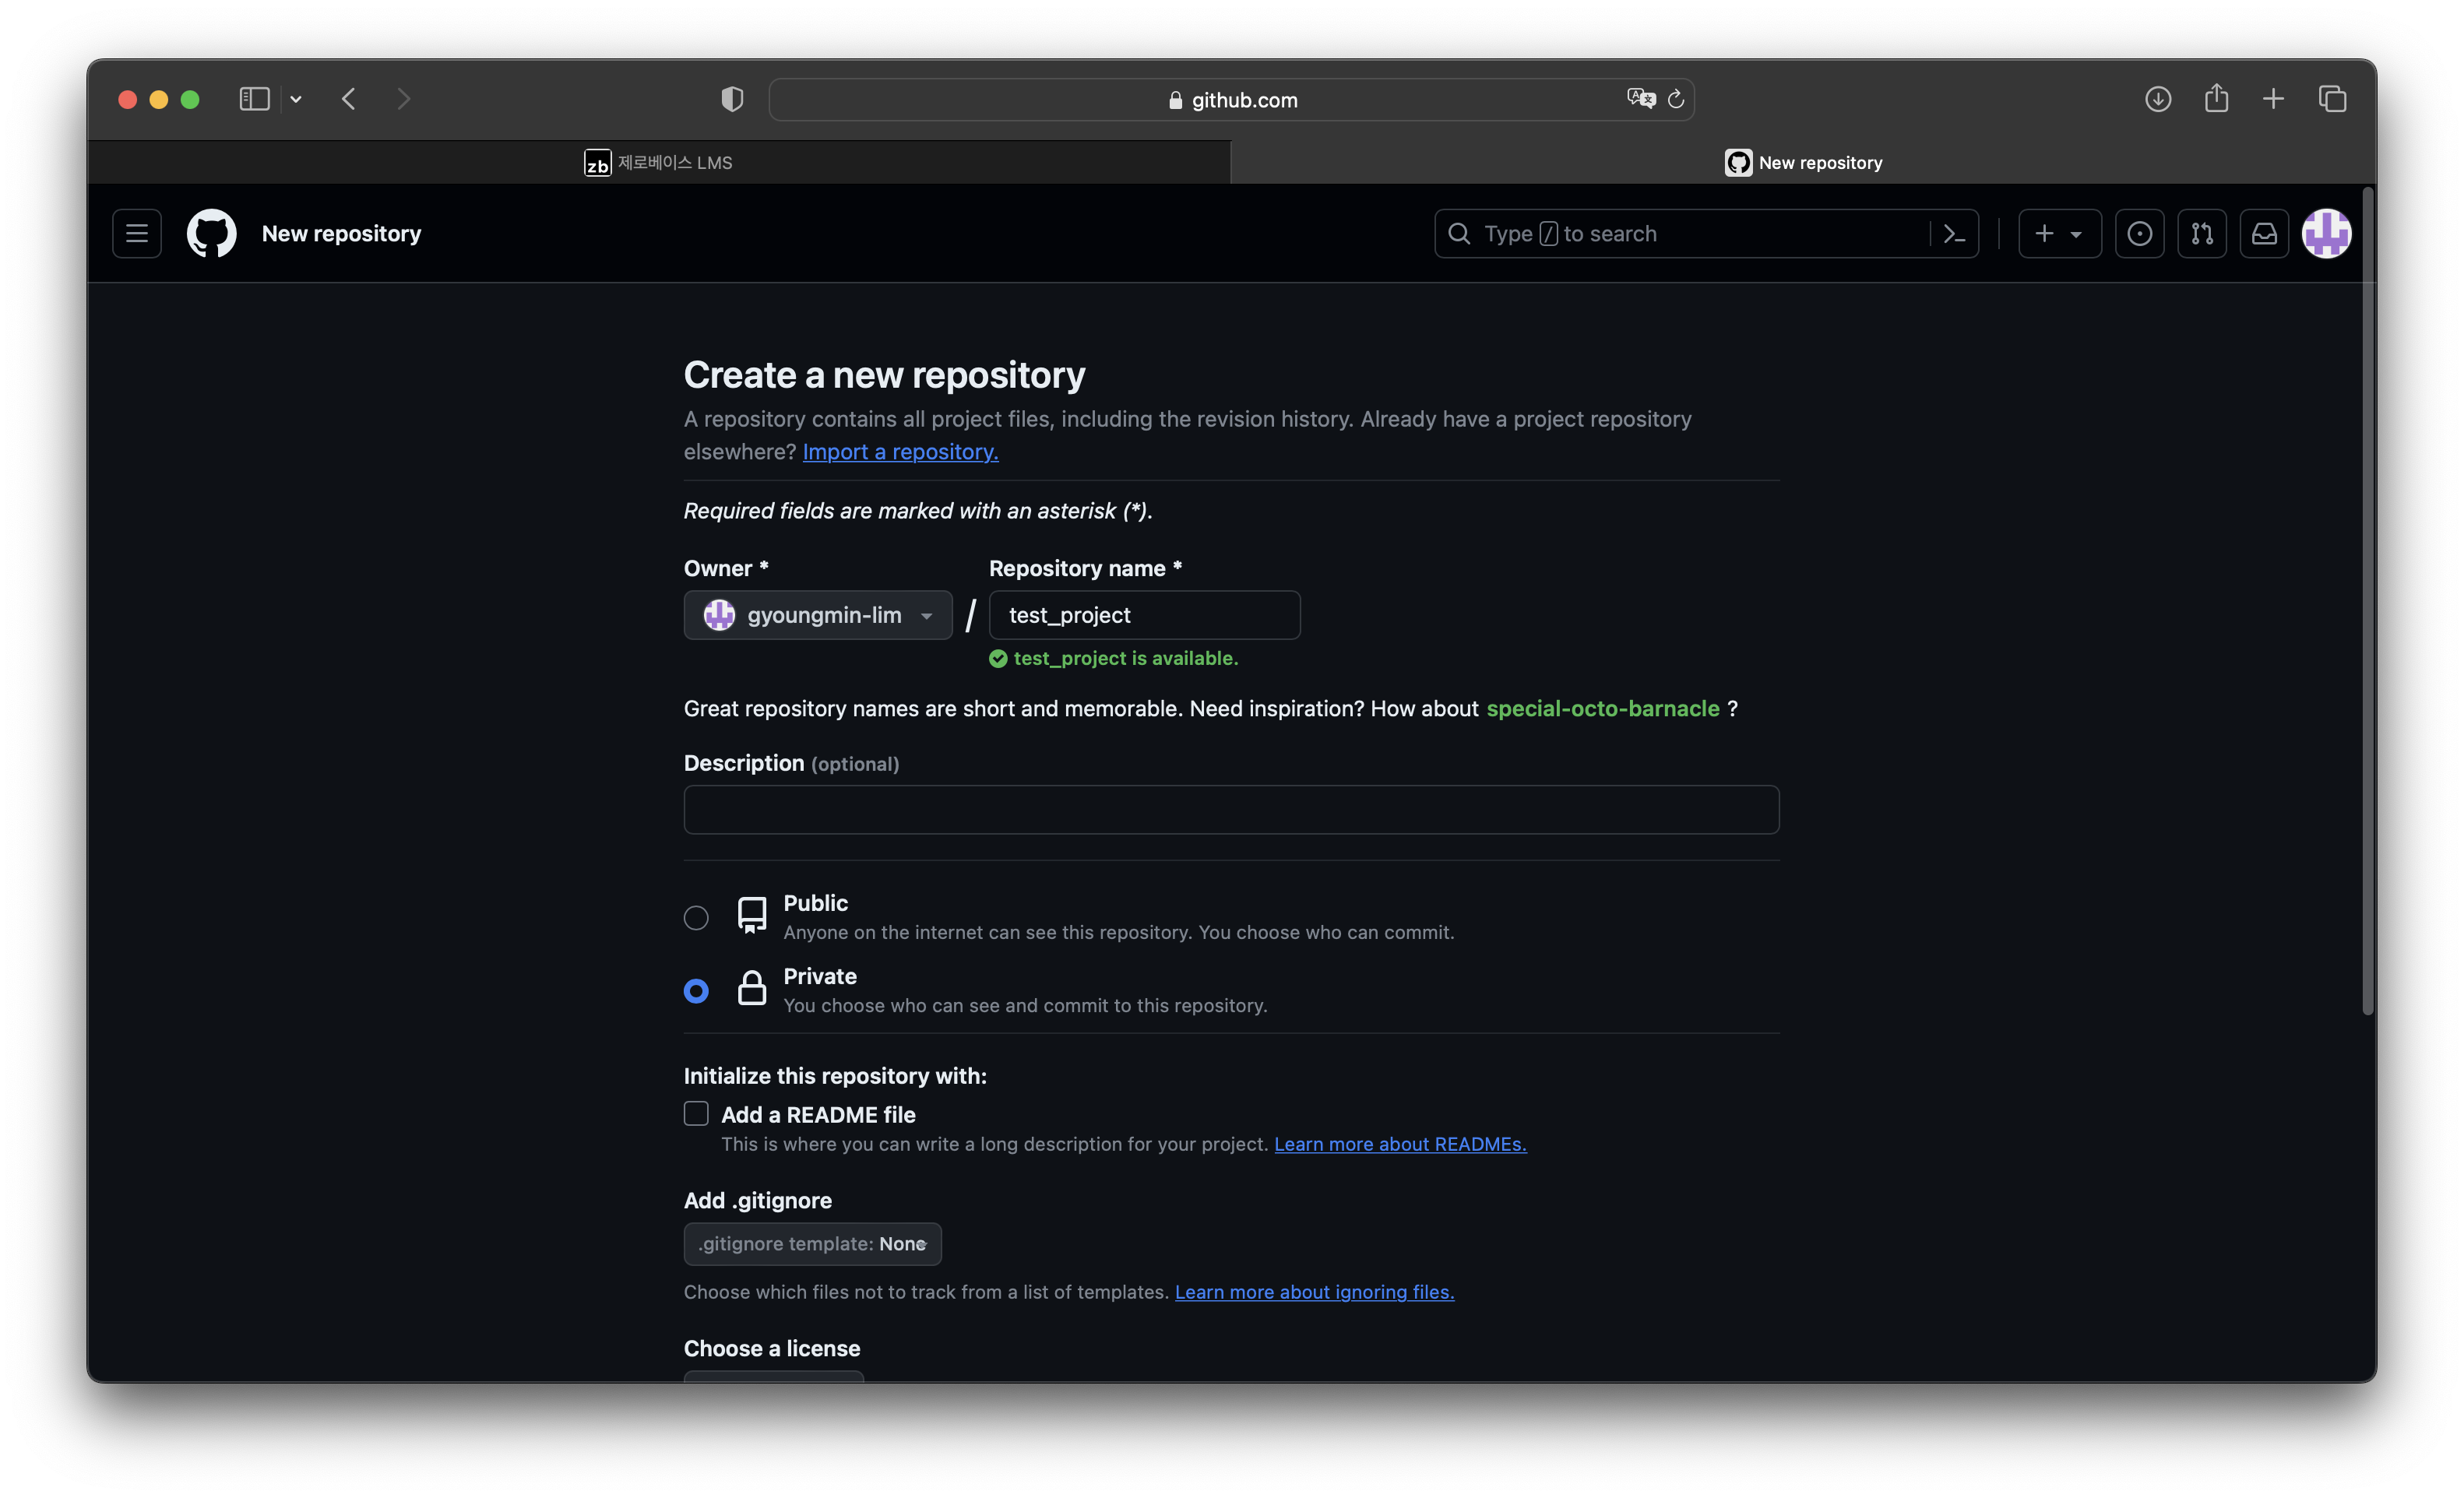 github.com
zb 제로베이스 LMS
New repository
New repository
Type / to search
Create a new repository
A repository contains all project files, including the revision history. Already have a project repository
elsewhere? Import a repository.
Required fields are marked with an asterisk (*).
Owner *
Repository name *
gyoungmin-lim
/
test_project
test_project is available.
Great repository names are short and memorable. Need inspiration? How about special-octo-barnacle ?
Description (optional)
Public
Anyone on the internet can see this repository. You choose who can commit.
Private
You choose who can see and commit to this repository.
Initialize this repository with:
Add a README file
This is where you can write a long description for your project. Learn more about READMEs.
Add .gitignore
.gitignore template: None
Choose which files not to track from a list of templates. Learn more about ignoring files.
Choose a license